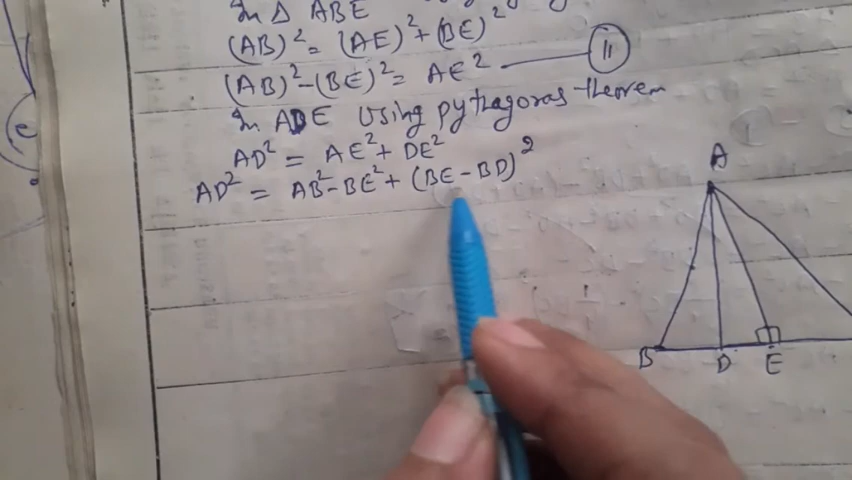 In Δ ABE
(AB)² = (AE)² + (BE)²
(AB)² - (BE)² = AE² — (II)
In ADE Using pythagoras theorem
AD² = AE² + DE²
AD² = AB² - BE² + (BE - BD)²
A
B D E
e